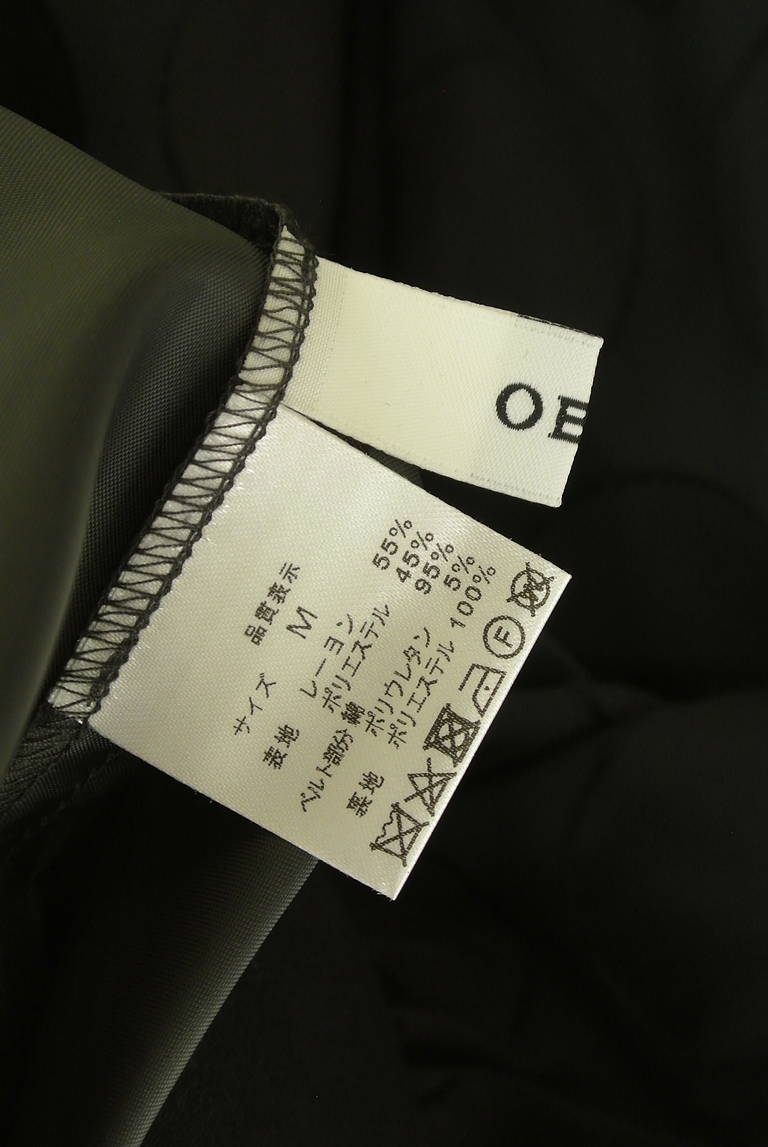 OE
品質表示
サイズ M
表地 レーヨン 55%
ポリエステル 45%
ベルト部分 綿 95%
ポリウレタン 5%
裏地 ポリエステル 100%
F